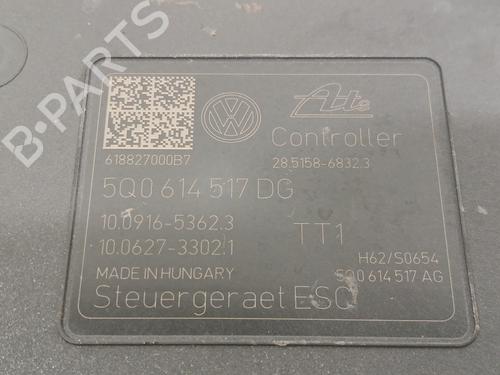 B-PARTS
VW
Ate
Controller
618827000B7
28.5158-6832.3
5Q0 614 517 DG
10.0916-5362.3
10.0627-3302.1
TT1
H62/S0654
MADE IN HUNGARY
5Q0 614 517 AG
Steuergeraet ESC